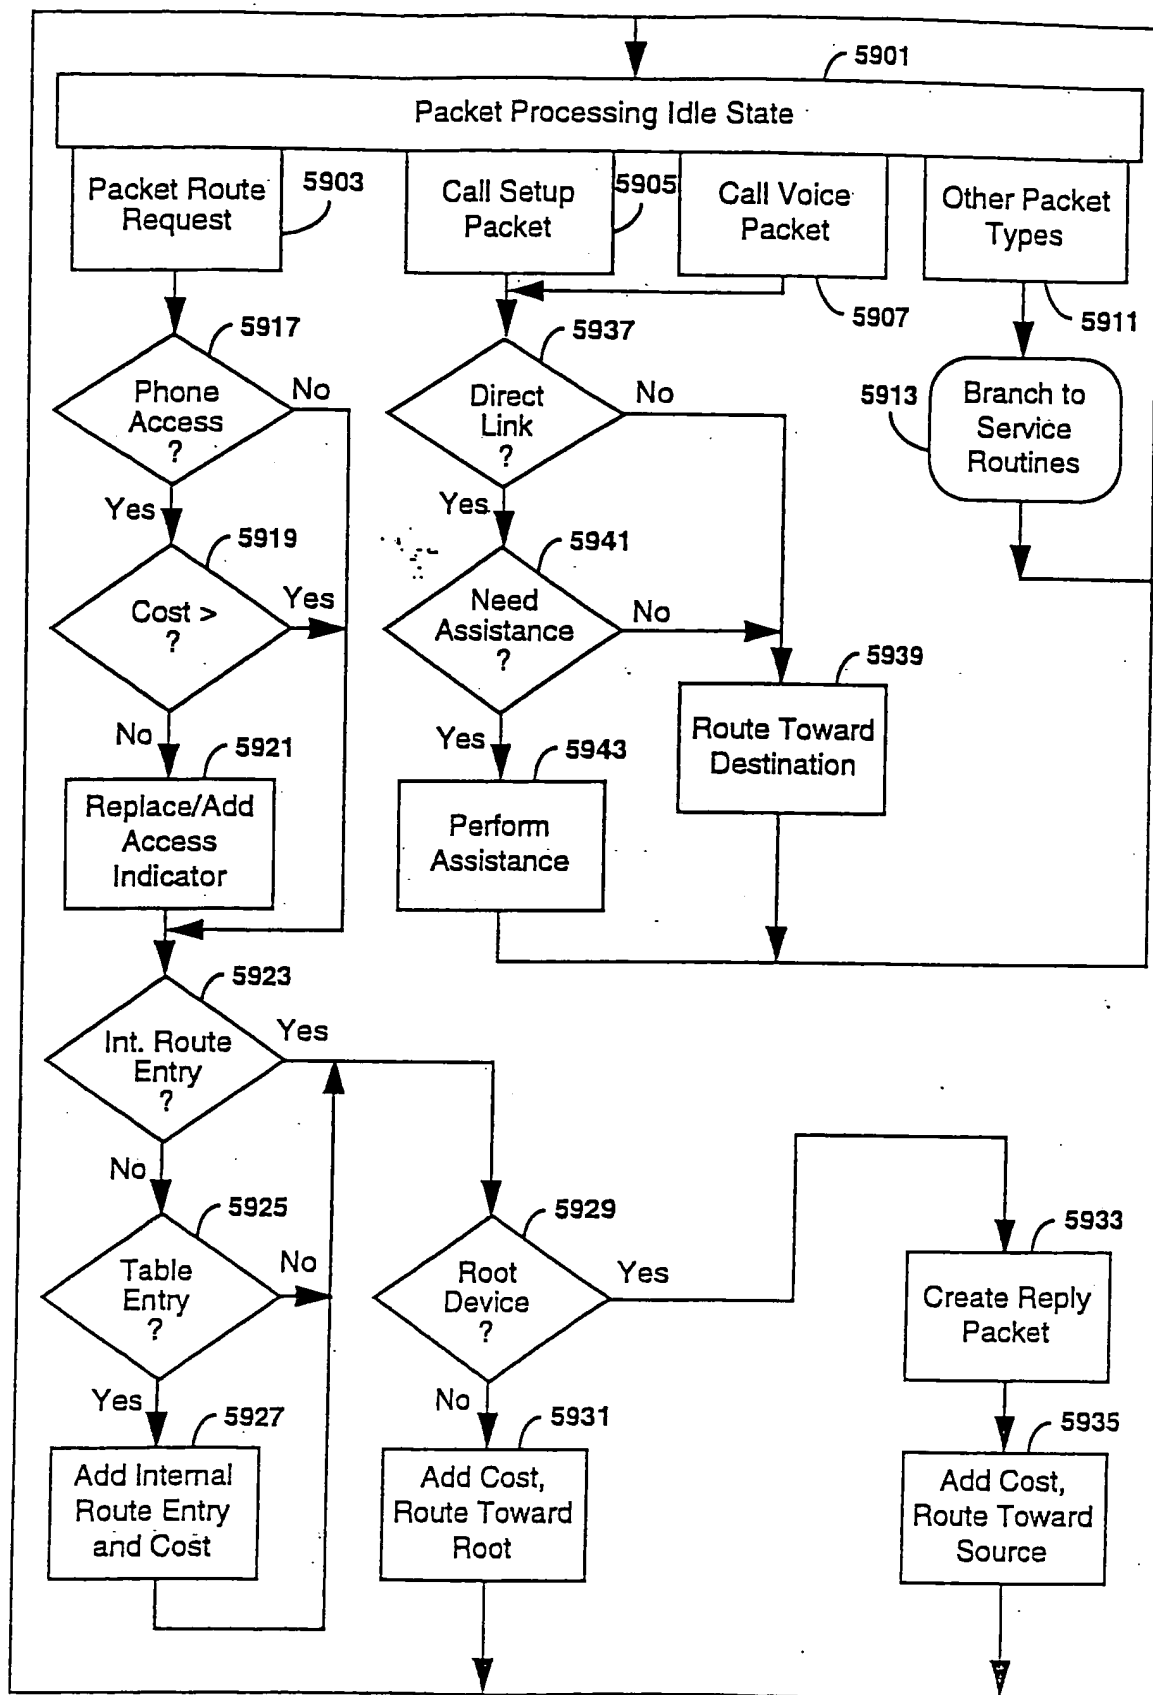 5901
Packet Processing Idle State
Packet Route
Request
5903
Call Setup
Packet
5905
Call Voice
Packet
5907
Other Packet
Types
5911
5917
Phone
Access
?
No
Yes
5919
Cost >
?
Yes
No
5921
Replace/Add
Access
Indicator
5937
Direct
Link
?
No
Yes
5941
Need
Assistance
?
No
Yes
5943
Perform
Assistance
5939
Route Toward
Destination
5913
Branch to
Service
Routines
5923
Int. Route
Entry
?
Yes
No
5925
Table
Entry
?
No
Yes
5927
Add Internal
Route Entry
and Cost
5929
Root
Device
?
Yes
No
5931
Add Cost,
Route Toward
Root
5933
Create Reply
Packet
5935
Add Cost,
Route Toward
Source